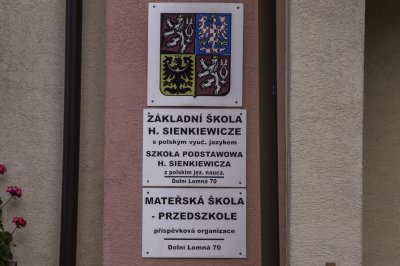 ZÁKLADNÍ ŠKOLA
H. SIENKIEWICZE
s polským vyuč. jazykem
SZKOŁA PODSTAWOWA
H. SIENKIEWICZA
z polskim jęz. naucz.
Dolní Lomná 70
MATEŘSKÁ ŠKOLA
- PRZEDSZKOLE
příspěvková organizace
Dolní Lomná 70